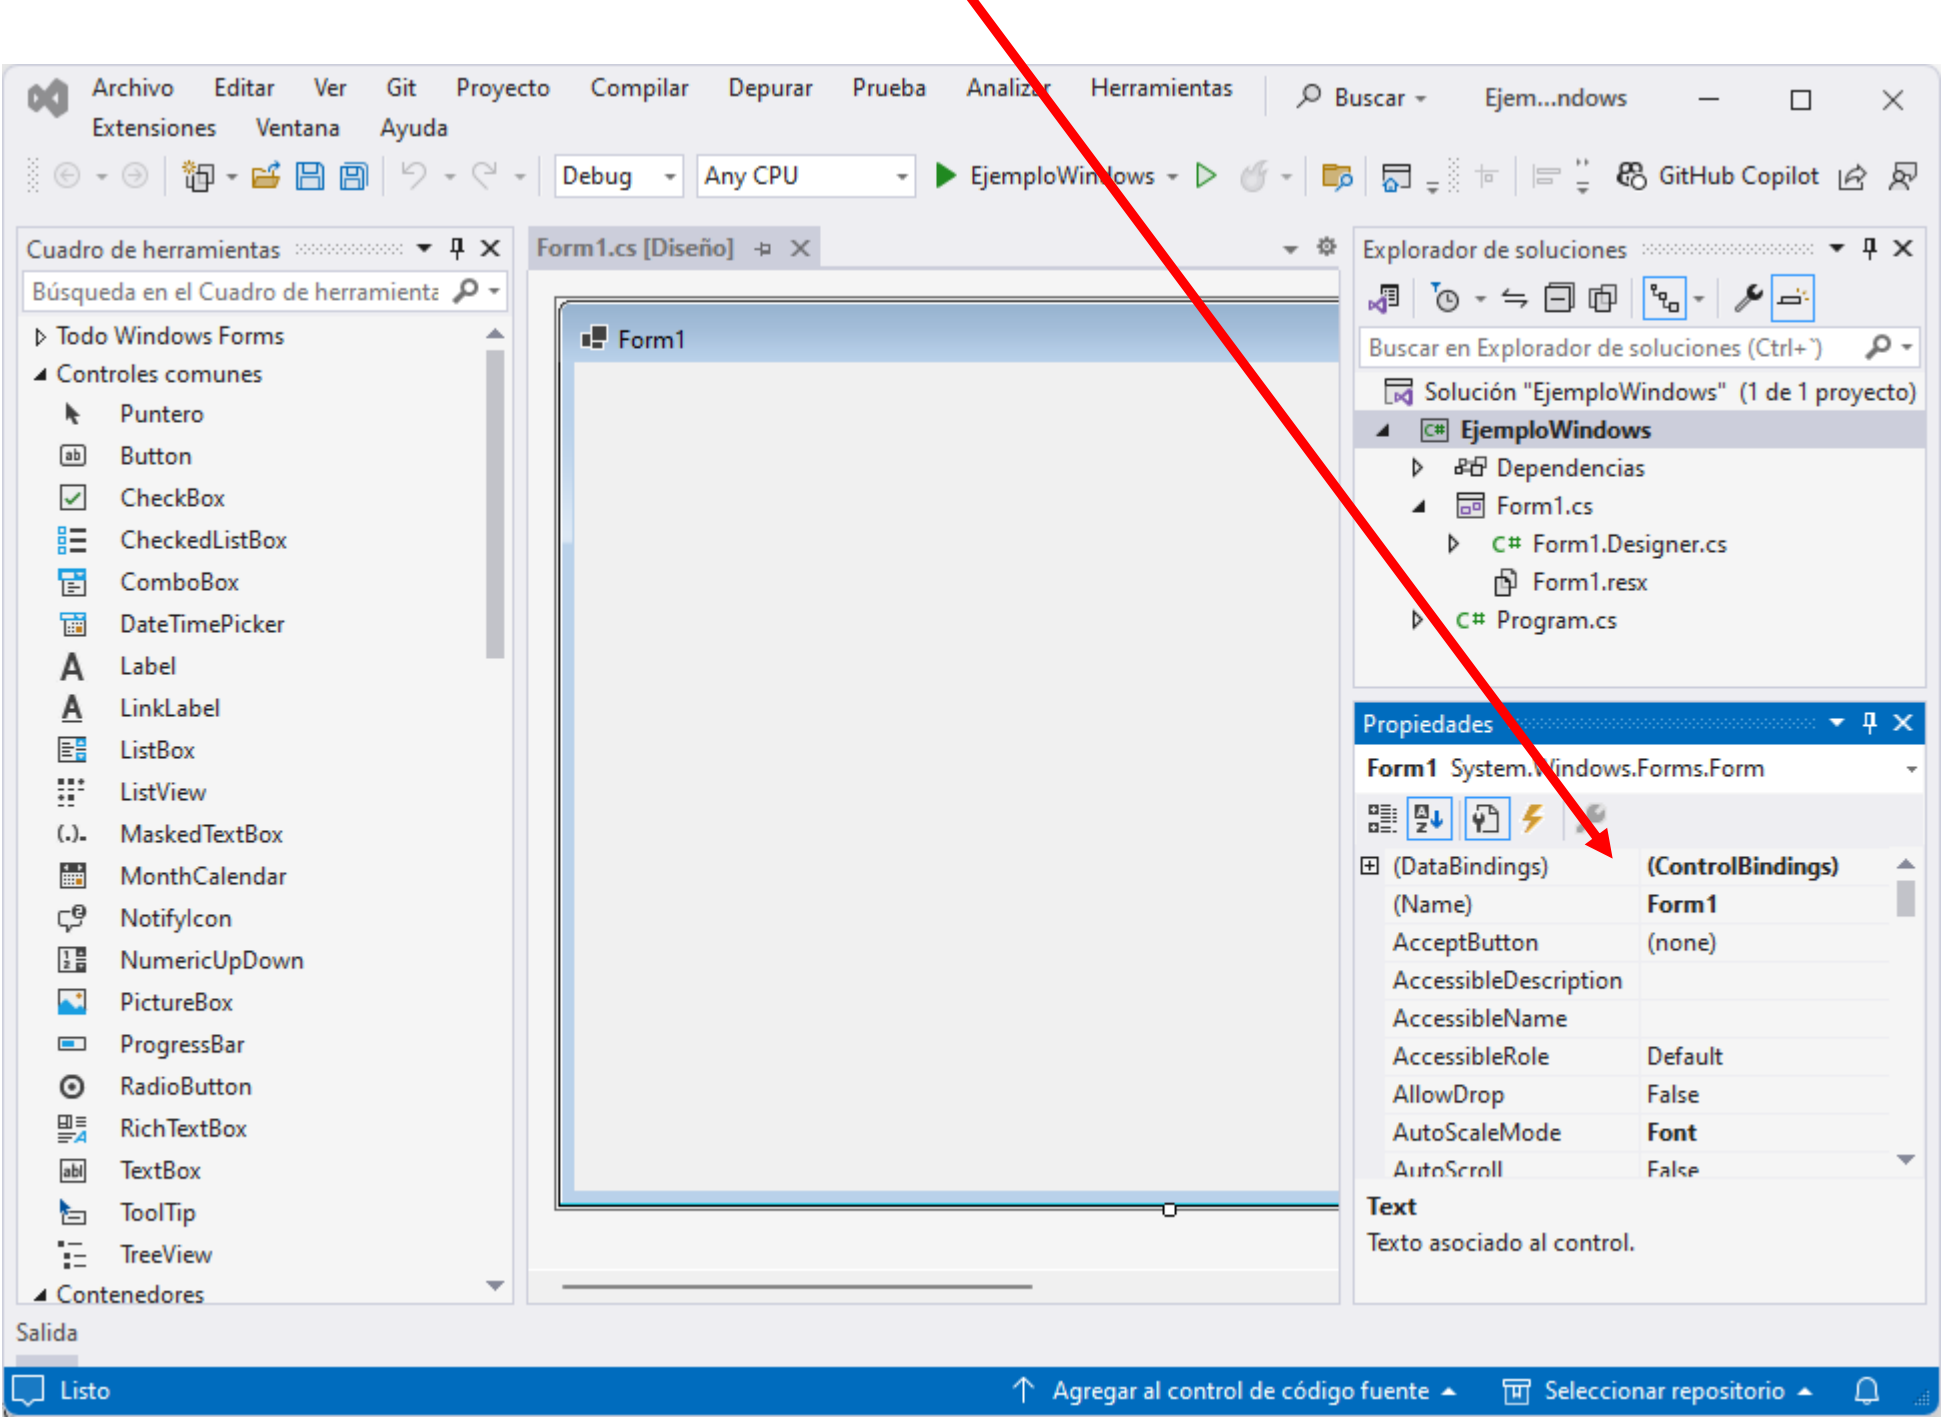 Archivo Editar Ver Git Proyecto Compilar Depurar Prueba Analizar Herramientas Buscar Ejem...ndows
Extensiones Ventana Ayuda
Debug Any CPU EjemploWindows GitHub Copilot
Cuadro de herramientas
Búsqueda en el Cuadro de herramienta
Todo Windows Forms
Controles comunes
Puntero
Button
CheckBox
CheckedListBox
ComboBox
DateTimePicker
Label
LinkLabel
ListBox
ListView
MaskedTextBox
MonthCalendar
NotifyIcon
NumericUpDown
PictureBox
ProgressBar
RadioButton
RichTextBox
TextBox
ToolTip
TreeView
Contenedores
Form1.cs [Diseño]
Form1
Explorador de soluciones
Buscar en Explorador de soluciones (Ctrl+`)
Solución "EjemploWindows" (1 de 1 proyecto)
C# EjemploWindows
Dependencias
Form1.cs
C# Form1.Designer.cs
Form1.resx
C# Program.cs
Propiedades
Form1 System.Windows.Forms.Form
(DataBindings) (ControlBindings)
(Name) Form1
AcceptButton (none)
AccessibleDescription
AccessibleName
AccessibleRole Default
AllowDrop False
AutoScaleMode Font
AutoScroll False
Text
Texto asociado al control.
Salida
Listo Agregar al control de código fuente Seleccionar repositorio